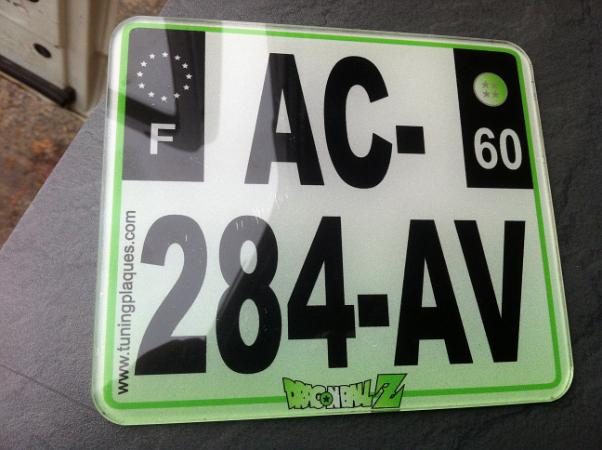 F
AC-
60
284-AV
www.tuningplaques.com
DRAGON BALL Z